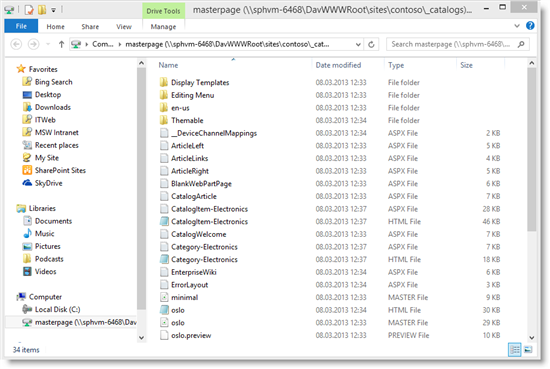 Drive Tools
masterpage (\\sphvm-6468\DavWWWRoot\sites\contoso\_catalogs)...
File Home Share View Manage
Com... masterpage (\\sphvm-6468\DavWWWRoot\sites\contoso\_cat... Search masterpage (\\sphvm-6468\...
Name Date modified Type Size
Favorites
Bing Search
Desktop
Downloads
ITWeb
MSW Intranet
Recent places
My Site
SharePoint Sites
SkyDrive
Libraries
Documents
Music
Pictures
Podcasts
Videos
Computer
Local Disk (C:)
masterpage (\\sphvm-6468\Dav
Display Templates 08.03.2013 12:33 File folder
Editing Menu 08.03.2013 12:33 File folder
en-us 08.03.2013 12:33 File folder
Themable 08.03.2013 12:33 File folder
__DeviceChannelMappings 08.03.2013 12:34 ASPX File 2 KB
ArticleLeft 08.03.2013 12:33 ASPX File 5 KB
ArticleLinks 08.03.2013 12:33 ASPX File 4 KB
ArticleRight 08.03.2013 12:33 ASPX File 5 KB
BlankWebPartPage 08.03.2013 12:33 ASPX File 6 KB
CatalogArticle 08.03.2013 12:37 ASPX File 7 KB
CatalogItem-Electronics 08.03.2013 12:37 ASPX File 28 KB
CatalogItem-Electronics 08.03.2013 12:37 HTML File 46 KB
CatalogWelcome 08.03.2013 12:37 ASPX File 7 KB
Category-Electronics 08.03.2013 12:37 ASPX File 7 KB
Category-Electronics 08.03.2013 12:37 HTML File 18 KB
EnterpriseWiki 08.03.2013 12:33 ASPX File 6 KB
ErrorLayout 08.03.2013 12:34 ASPX File 3 KB
minimal 08.03.2013 12:33 MASTER File 9 KB
oslo 08.03.2013 12:34 HTML File 30 KB
oslo 08.03.2013 12:33 MASTER File 29 KB
oslo.preview 08.03.2013 12:33 PREVIEW File 10 KB
34 items